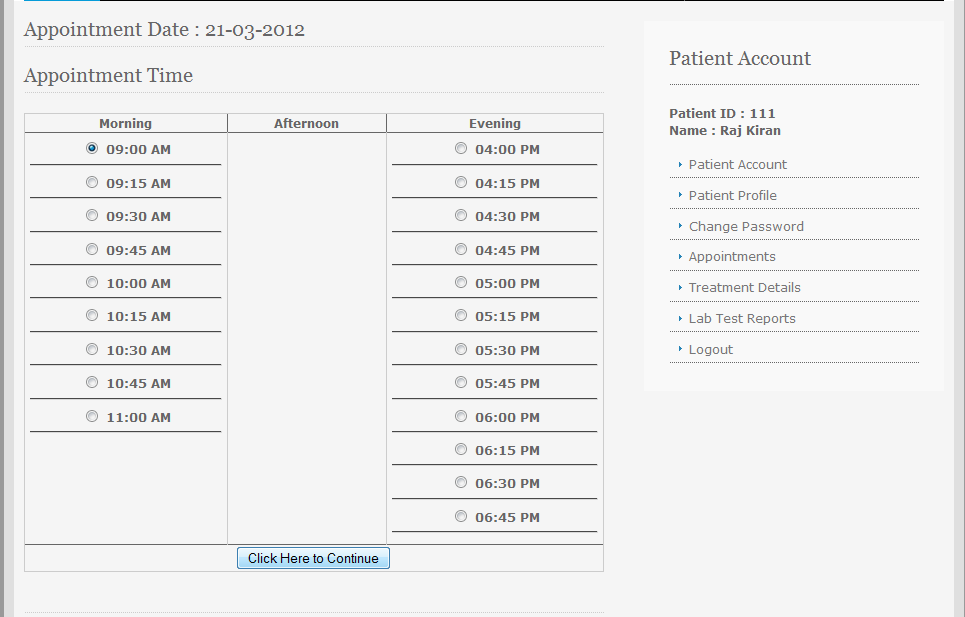 Appointment Date : 21-03-2012
Appointment Time
Morning Afternoon Evening
09:00 AM 04:00 PM
09:15 AM 04:15 PM
09:30 AM 04:30 PM
09:45 AM 04:45 PM
10:00 AM 05:00 PM
10:15 AM 05:15 PM
10:30 AM 05:30 PM
10:45 AM 05:45 PM
11:00 AM 06:00 PM
06:15 PM
06:30 PM
06:45 PM
Click Here to Continue
Patient Account
Patient ID : 111
Name : Raj Kiran
Patient Account
Patient Profile
Change Password
Appointments
Treatment Details
Lab Test Reports
Logout